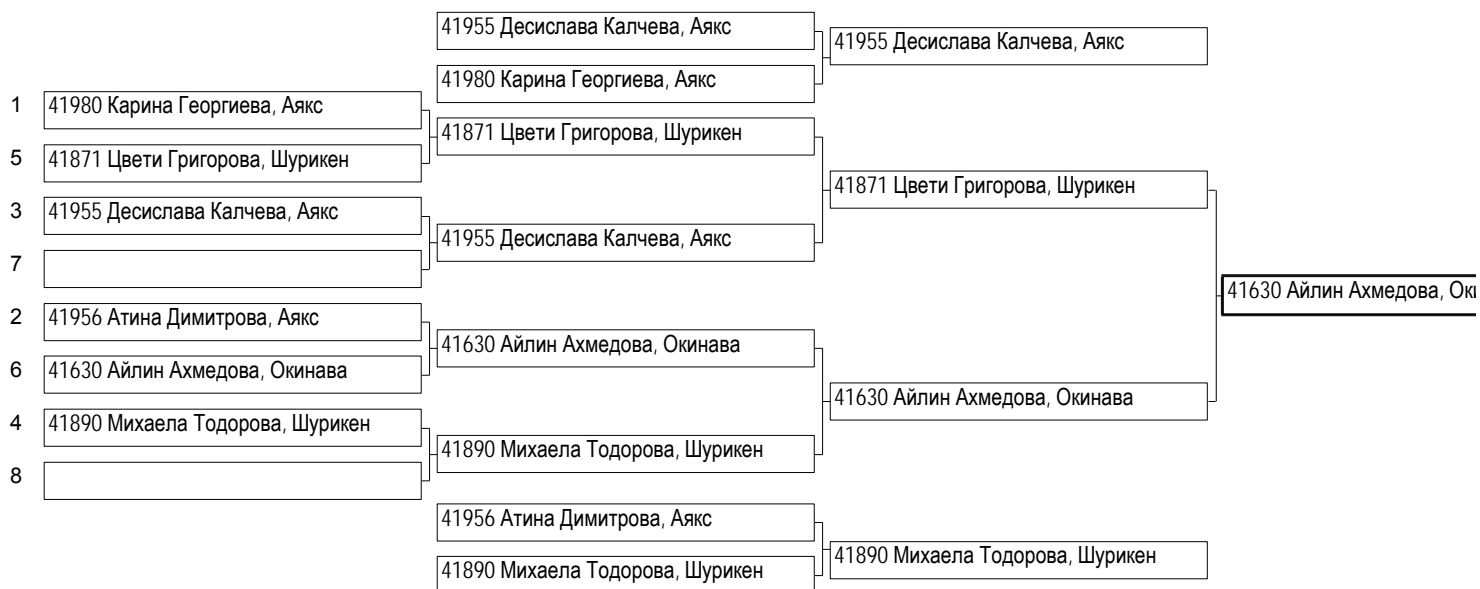 41955 Десислава Калчева, Аякс
41955 Десислава Калчева, Аякс
41980 Карина Георгиева, Аякс
1 41980 Карина Георгиева, Аякс
41871 Цвети Григорова, Шурикен
5 41871 Цвети Григорова, Шурикен
41871 Цвети Григорова, Шурикен
3 41955 Десислава Калчева, Аякс
41955 Десислава Калчева, Аякс
7
41630 Айлин Ахмедова, Оки
2 41956 Атина Димитрова, Аякс
41630 Айлин Ахмедова, Окинава
6 41630 Айлин Ахмедова, Окинава
41630 Айлин Ахмедова, Окинава
4 41890 Михаела Тодорова, Шурикен
41890 Михаела Тодорова, Шурикен
8
41956 Атина Димитрова, Аякс
41890 Михаела Тодорова, Шурикен
41890 Михаела Тодорова, Шурикен